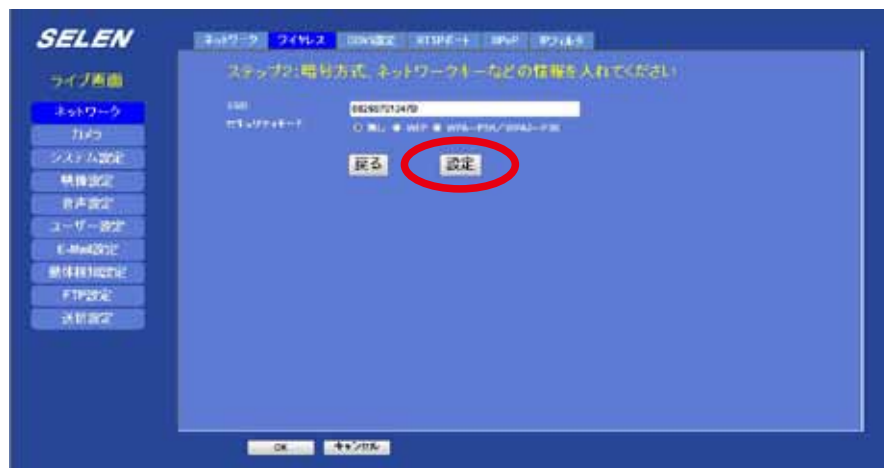 SELEN
ネットワーク ワイヤレス DDNS設定 RTSPポート UPnP IPフィルタ
ライブ画面
ステップ2:暗号方式、ネットワークキーなどの情報を入れてください
ネットワーク
SSID
カメラ
セキュリティモード 無し WEP WPA-PSK/WPA2-PSK
システム設定
戻る 設定
映像設定
音声設定
ユーザー設定
E-Mail設定
動体検知設定
FTP設定
送信設定
OK キャンセル